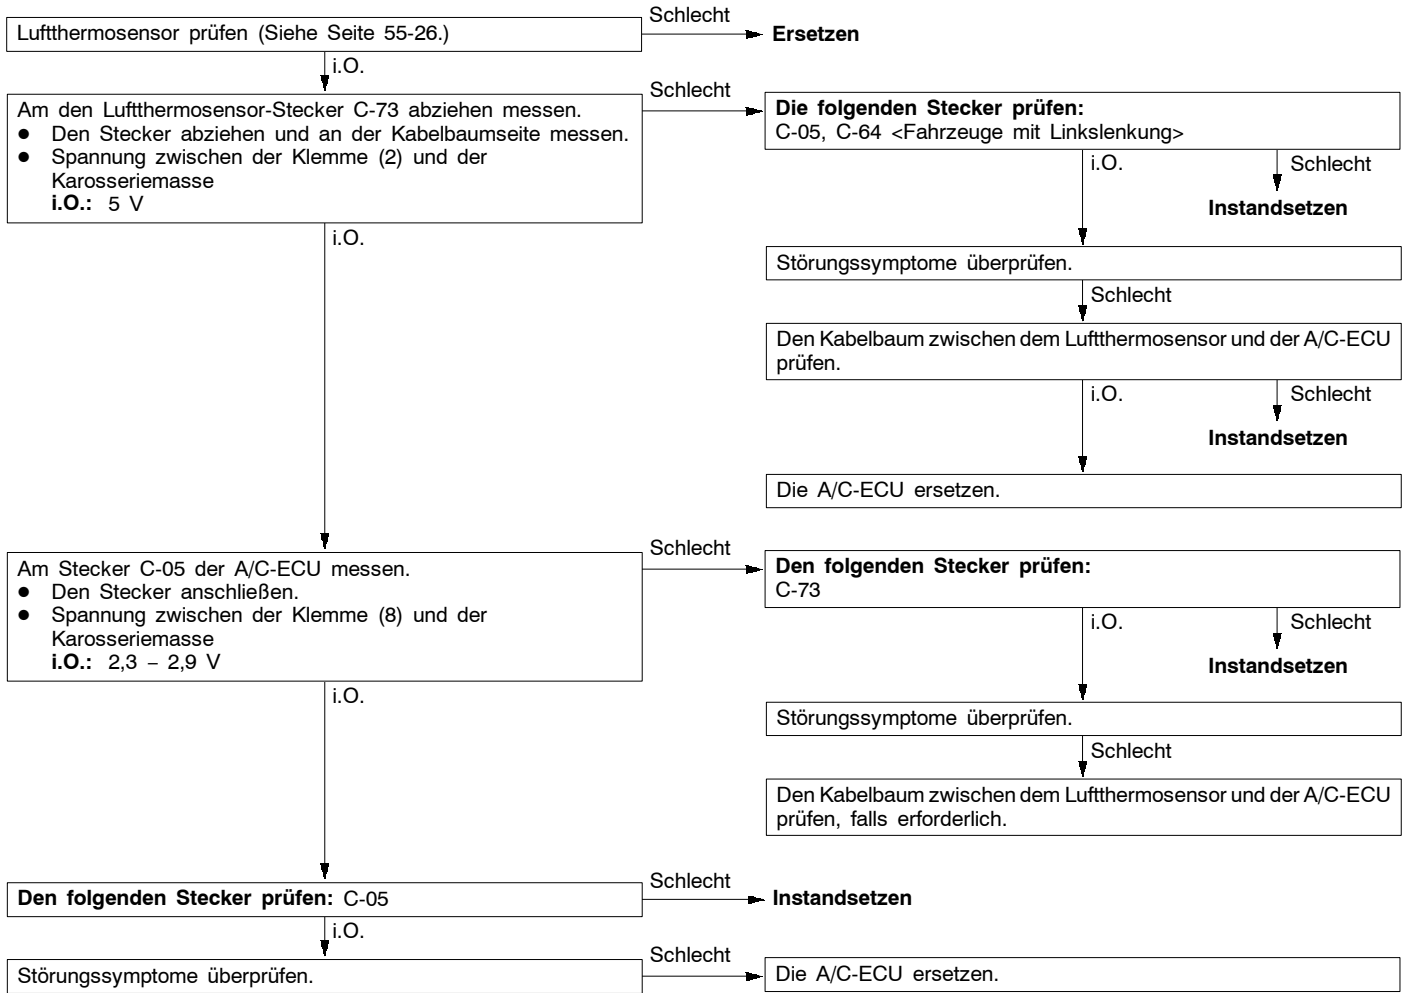 Luftthermosensor prüfen (Siehe Seite 55-26.)
Schlecht
Ersetzen
i.O.
Am den Luftthermosensor-Stecker C-73 abziehen messen.
● Den Stecker abziehen und an der Kabelbaumseite messen.
● Spannung zwischen der Klemme (2) und der
Karosseriemasse
i.O.: 5 V
Schlecht
Die folgenden Stecker prüfen:
C-05, C-64 <Fahrzeuge mit Linkslenkung>
i.O.
Schlecht
Instandsetzen
Störungssymptome überprüfen.
Schlecht
Den Kabelbaum zwischen dem Luftthermosensor und der A/C-ECU
prüfen.
i.O.
Schlecht
Instandsetzen
Die A/C-ECU ersetzen.
i.O.
Am Stecker C-05 der A/C-ECU messen.
● Den Stecker anschließen.
● Spannung zwischen der Klemme (8) und der
Karosseriemasse
i.O.: 2,3 – 2,9 V
Schlecht
Den folgenden Stecker prüfen:
C-73
i.O.
Schlecht
Instandsetzen
Störungssymptome überprüfen.
Schlecht
Den Kabelbaum zwischen dem Luftthermosensor und der A/C-ECU
prüfen, falls erforderlich.
i.O.
Den folgenden Stecker prüfen: C-05
Schlecht
Instandsetzen
i.O.
Störungssymptome überprüfen.
Schlecht
Die A/C-ECU ersetzen.